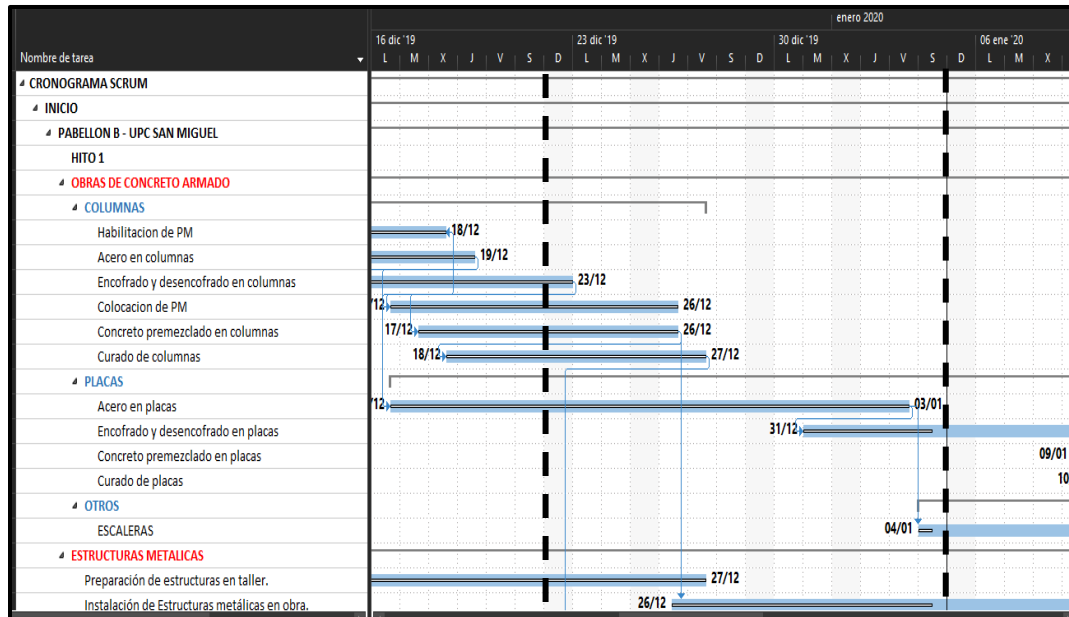 enero 2020
16 dic '19 23 dic '19 30 dic '19 06 ene '20
Nombre de tarea L M X J V S D L M X J V S D L M X J V S D L M X
CRONOGRAMA SCRUM
INICIO
PABELLON B - UPC SAN MIGUEL
HITO 1
OBRAS DE CONCRETO ARMADO
COLUMNAS
Habilitacion de PM 18/12
Acero en columnas 19/12
Encofrado y desencofrado en columnas 23/12
Colocacion de PM /12 26/12
Concreto premezclado en columnas 17/12 26/12
Curado de columnas 18/12 27/12
PLACAS
Acero en placas /12 03/01
Encofrado y desencofrado en placas 31/12
Concreto premezclado en placas 09/01
Curado de placas 10
OTROS
ESCALERAS 04/01
ESTRUCTURAS METALICAS
Preparación de estructuras en taller. 27/12
Instalación de Estructuras metálicas en obra. 26/12